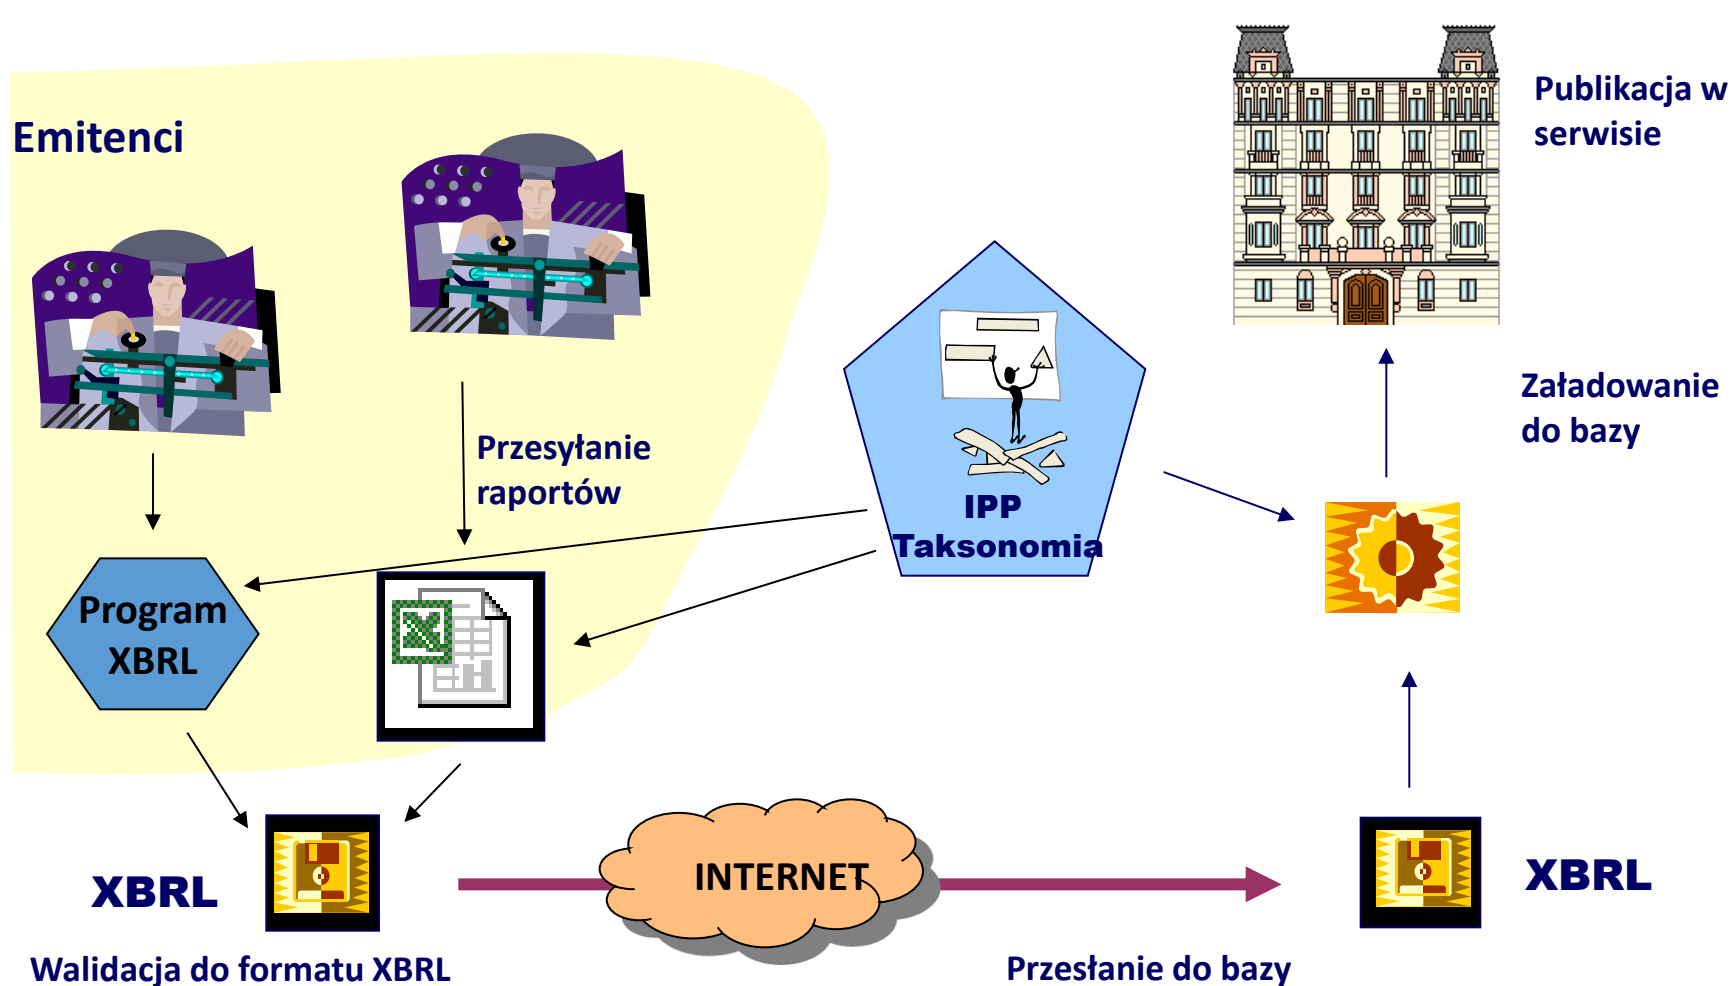 Emitenci
Publikacja w
serwisie
Załadowanie
do bazy
Przesyłanie
raportów
IPP
Taksonomia
Program
XBRL
INTERNET
XBRL
XBRL
Walidacja do formatu XBRL
Przesłanie do bazy